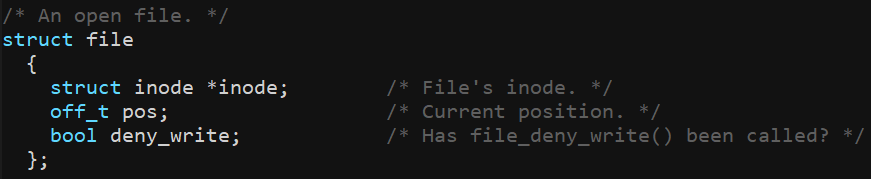 /* An open file. */
struct file
  {
    struct inode *inode;        /* File's inode. */
    off_t pos;                  /* Current position. */
    bool deny_write;            /* Has file_deny_write() been called? */
  };